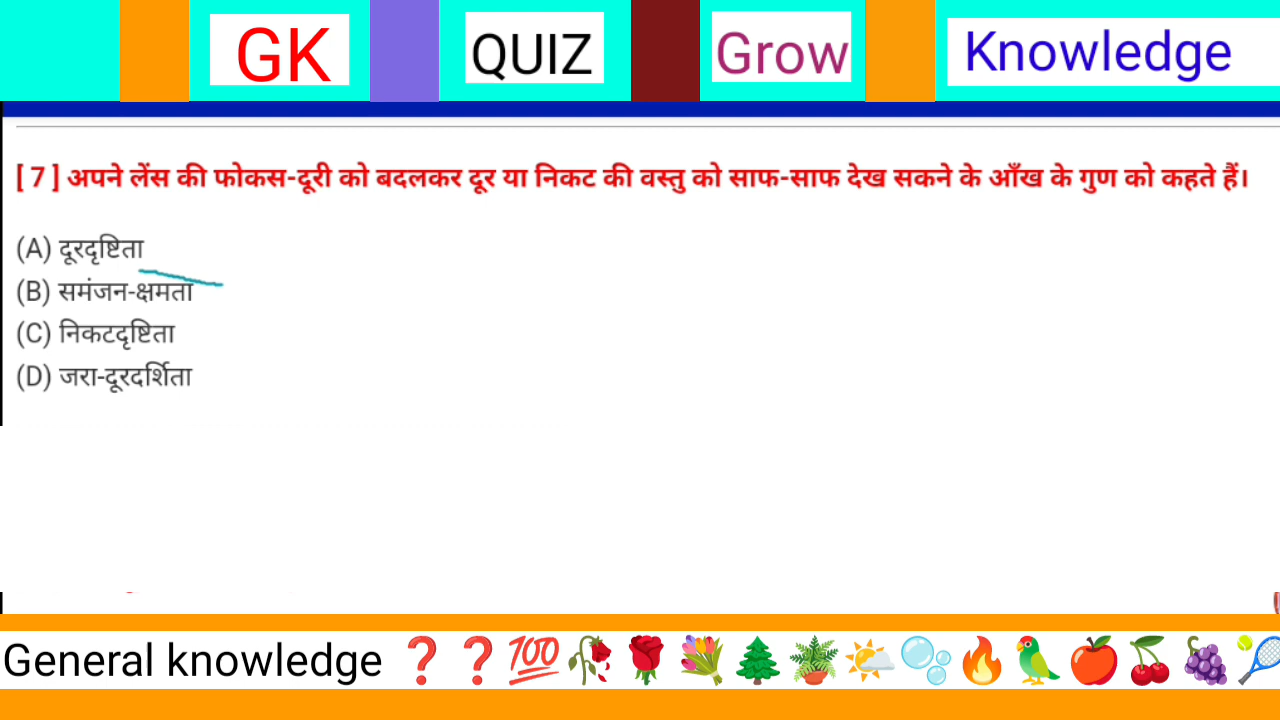 GK QUIZ Grow Knowledge
[ 7 ] अपने लेंस की फोकस-दूरी को बदलकर दूर या निकट की वस्तु को साफ-साफ देख सकने के आँख के गुण को कहते हैं।
(A) दूरदृष्टिता
(B) समंजन-क्षमता
(C) निकटदृष्टिता
(D) जरा-दूरदर्शिता
General knowledge ❓❓💯🥀🌹💐🌲🪴🌤️🫧🔥🦜🍎🍒🍇🎾